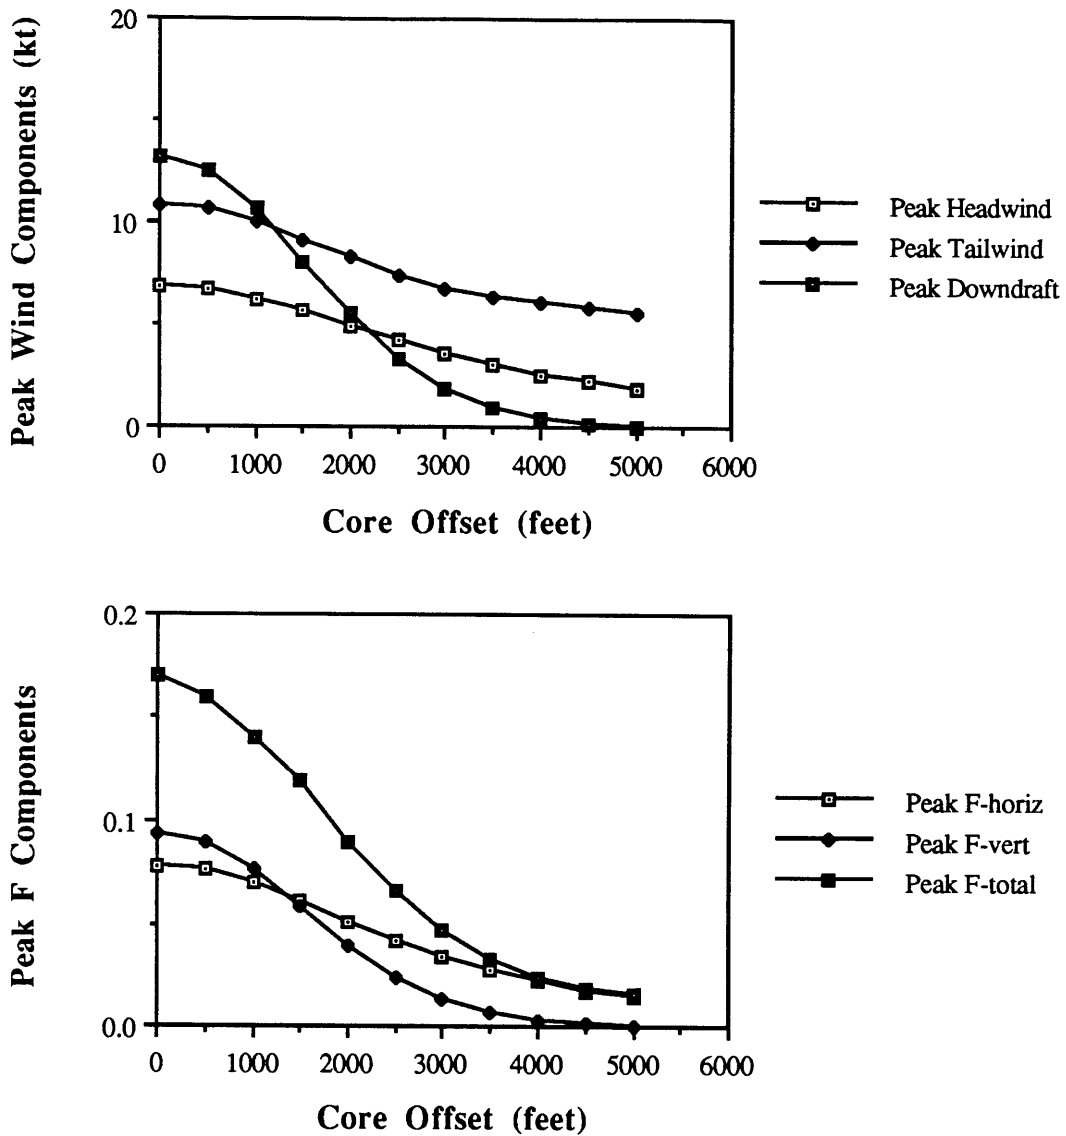 Peak Wind Components (kt)
20
10
0
0 1000 2000 3000 4000 5000 6000
Core Offset (feet)
Peak Headwind
Peak Tailwind
Peak Downdraft
Peak F Components
0.2
0.1
0.0
0 1000 2000 3000 4000 5000 6000
Core Offset (feet)
Peak F-horiz
Peak F-vert
Peak F-total